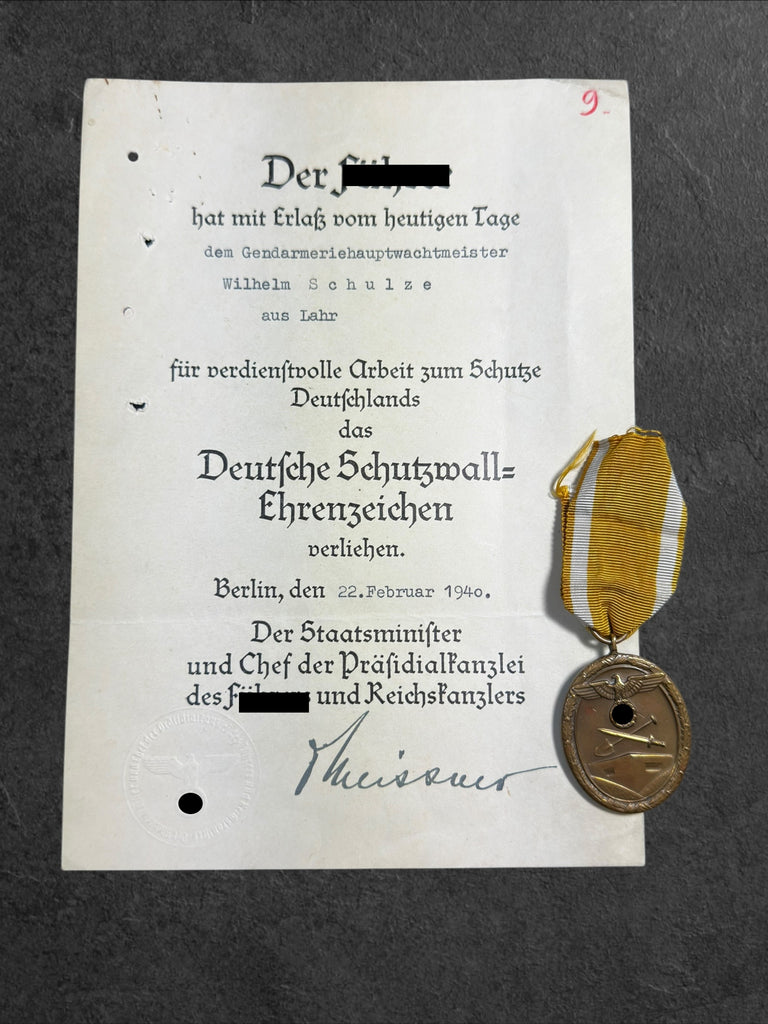 9.
Der
hat mit Erlaß vom heutigen Tage
dem Gendarmeriehauptwachtmeister
Wilhelm Schulze
aus Lahr
für verdienstvolle Arbeit zum Schutze
Deutschlands
das
Deutsche Schutzwall=
Ehrenzeichen
verliehen.
Berlin, den 22.Februar 1940.
Der Staatsminister
und Chef der Präsidialkanzlei
des und Reichskanzlers
Meissner